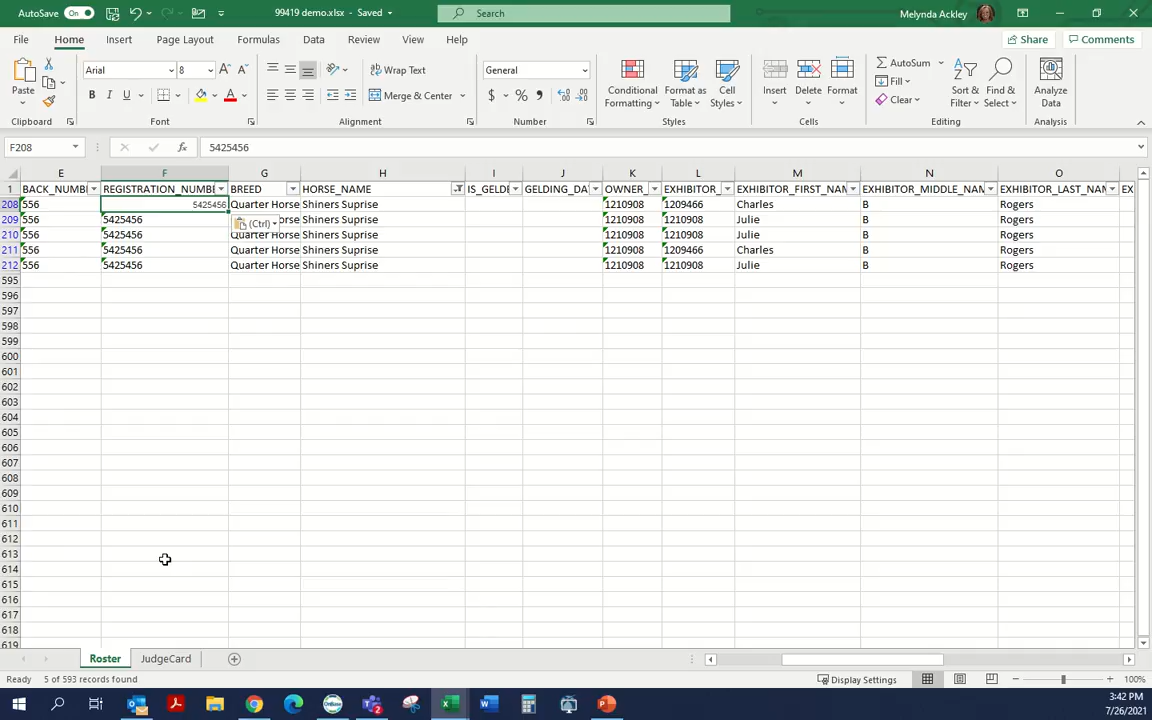 AutoSave On 99419 demo.xlsx - Saved Search Melynda Ackley
File Home Insert Page Layout Formulas Data Review View Help Share Comments
Arial 8 Wrap Text General AutoSum
Paste Merge & Center Conditional Formatting Format as Table Cell Styles Insert Delete Format Fill Clear Sort & Filter Find & Select Analyze Data
Clipboard Font Alignment Number Styles Cells Editing Analysis
F208 fx 5425456
E F G H I J K L M N O
1 BACK_NUMBE REGISTRATION_NUMBE BREED HORSE_NAME IS_GELDE GELDING_DA OWNER_ EXHIBITOR_ EXHIBITOR_FIRST_NAM EXHIBITOR_MIDDLE_NAM EXHIBITOR_LAST_NAM EX
208 556 5425456 Quarter Horse Shiners Suprise 1210908 1209466 Charles B Rogers
209 556 5425456 Horse Shiners Suprise 1210908 1210908 Julie B Rogers
210 556 5425456 Quarter Horse Shiners Suprise 1210908 1210908 Julie B Rogers
211 556 5425456 Quarter Horse Shiners Suprise 1210908 1209466 Charles B Rogers
212 556 5425456 Quarter Horse Shiners Suprise 1210908 1210908 Julie B Rogers
(Ctrl)
595
596
597
598
599
600
601
602
603
604
605
606
607
608
609
610
611
612
613
614
615
616
617
618
619
Roster JudgeCard
Ready 5 of 593 records found Display Settings 100%
3:42 PM
7/26/2021